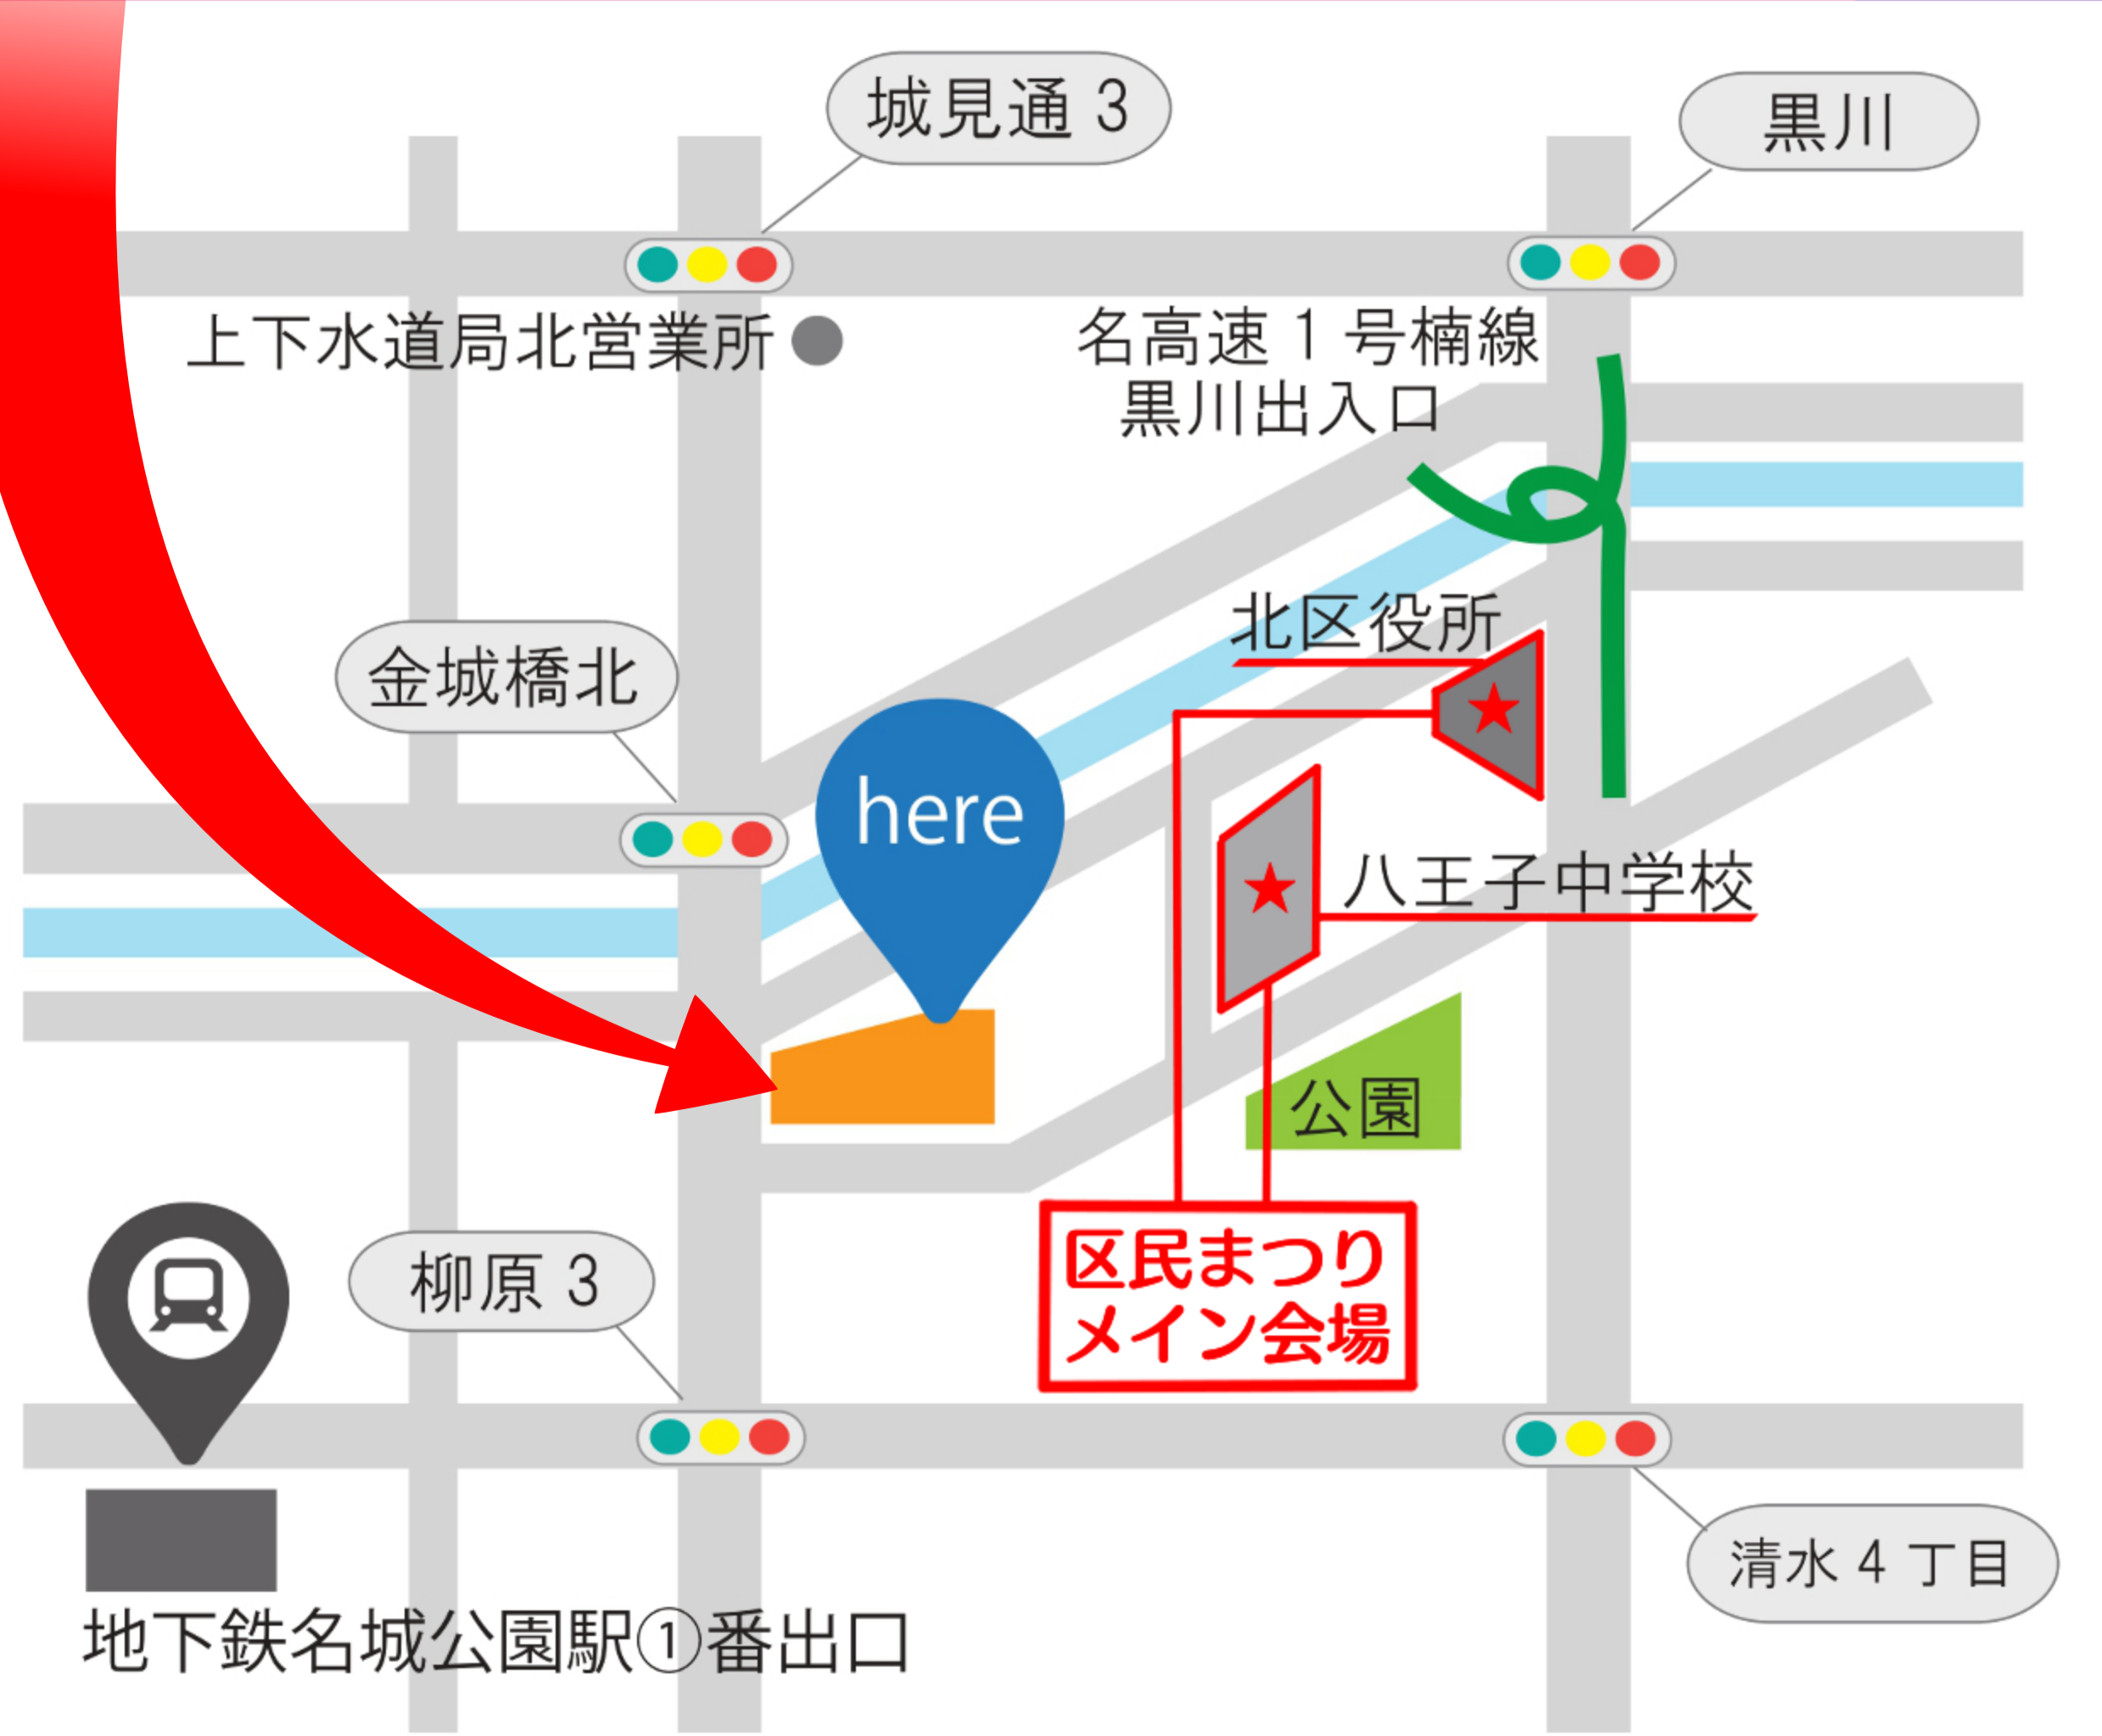 城見通 3
黒川
上下水道局北営業所
名高速 1 号楠線
黒川出入口
北区役所
金城橋北
here
八王子中学校
公園
区民まつり
メイン会場
柳原 3
清水 4 丁目
地下鉄名城公園駅①番出口